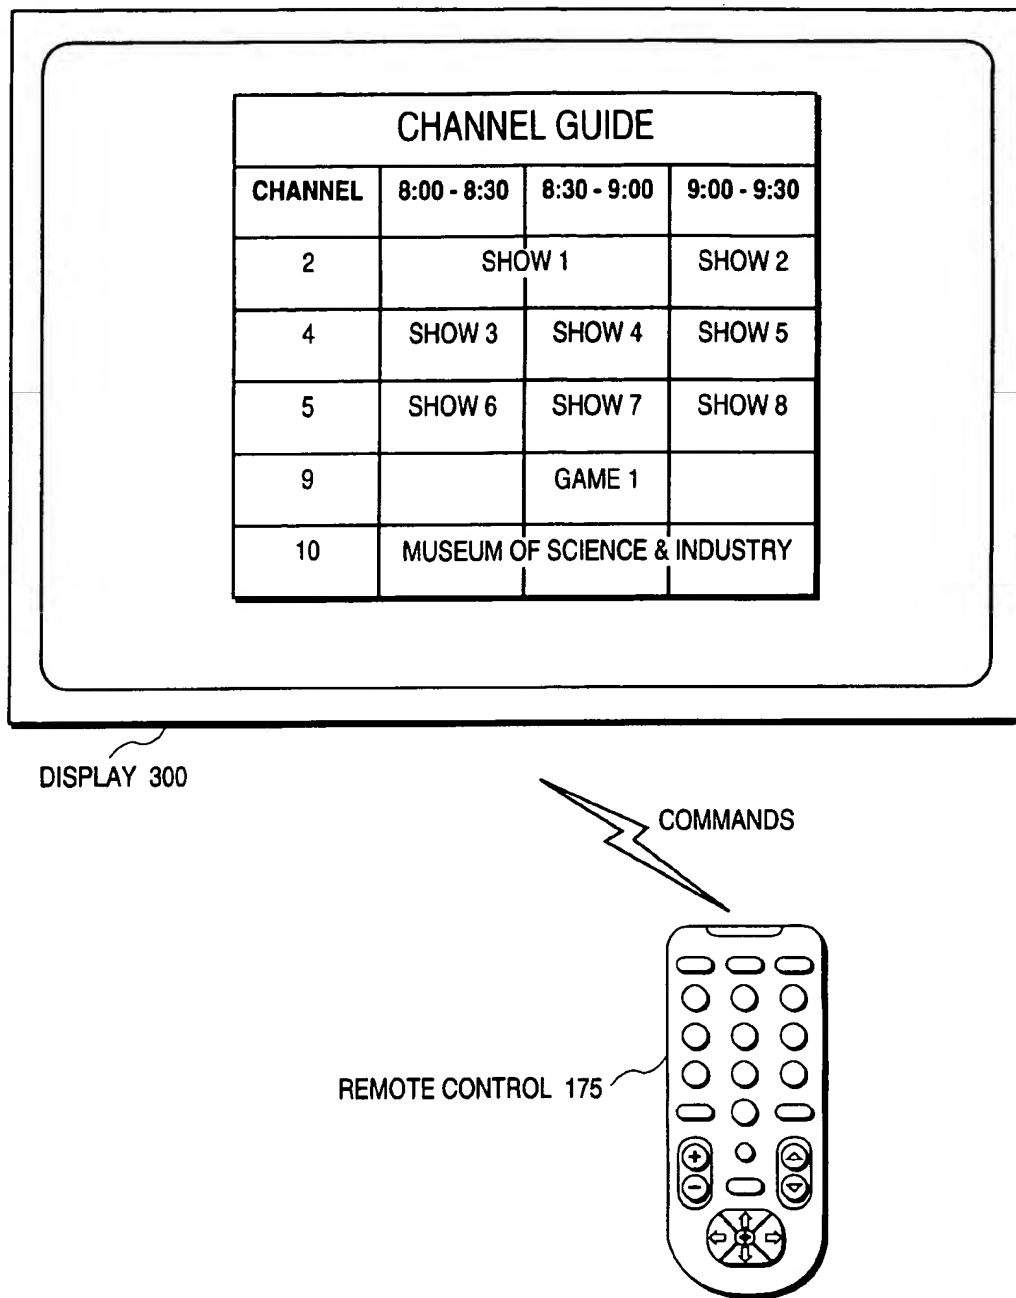 CHANNEL GUIDE
CHANNEL 8:00 - 8:30 8:30 - 9:00 9:00 - 9:30
2 SHOW 1 SHOW 2
4 SHOW 3 SHOW 4 SHOW 5
5 SHOW 6 SHOW 7 SHOW 8
9 GAME 1
10 MUSEUM OF SCIENCE & INDUSTRY
DISPLAY 300
COMMANDS
REMOTE CONTROL 175
+
−